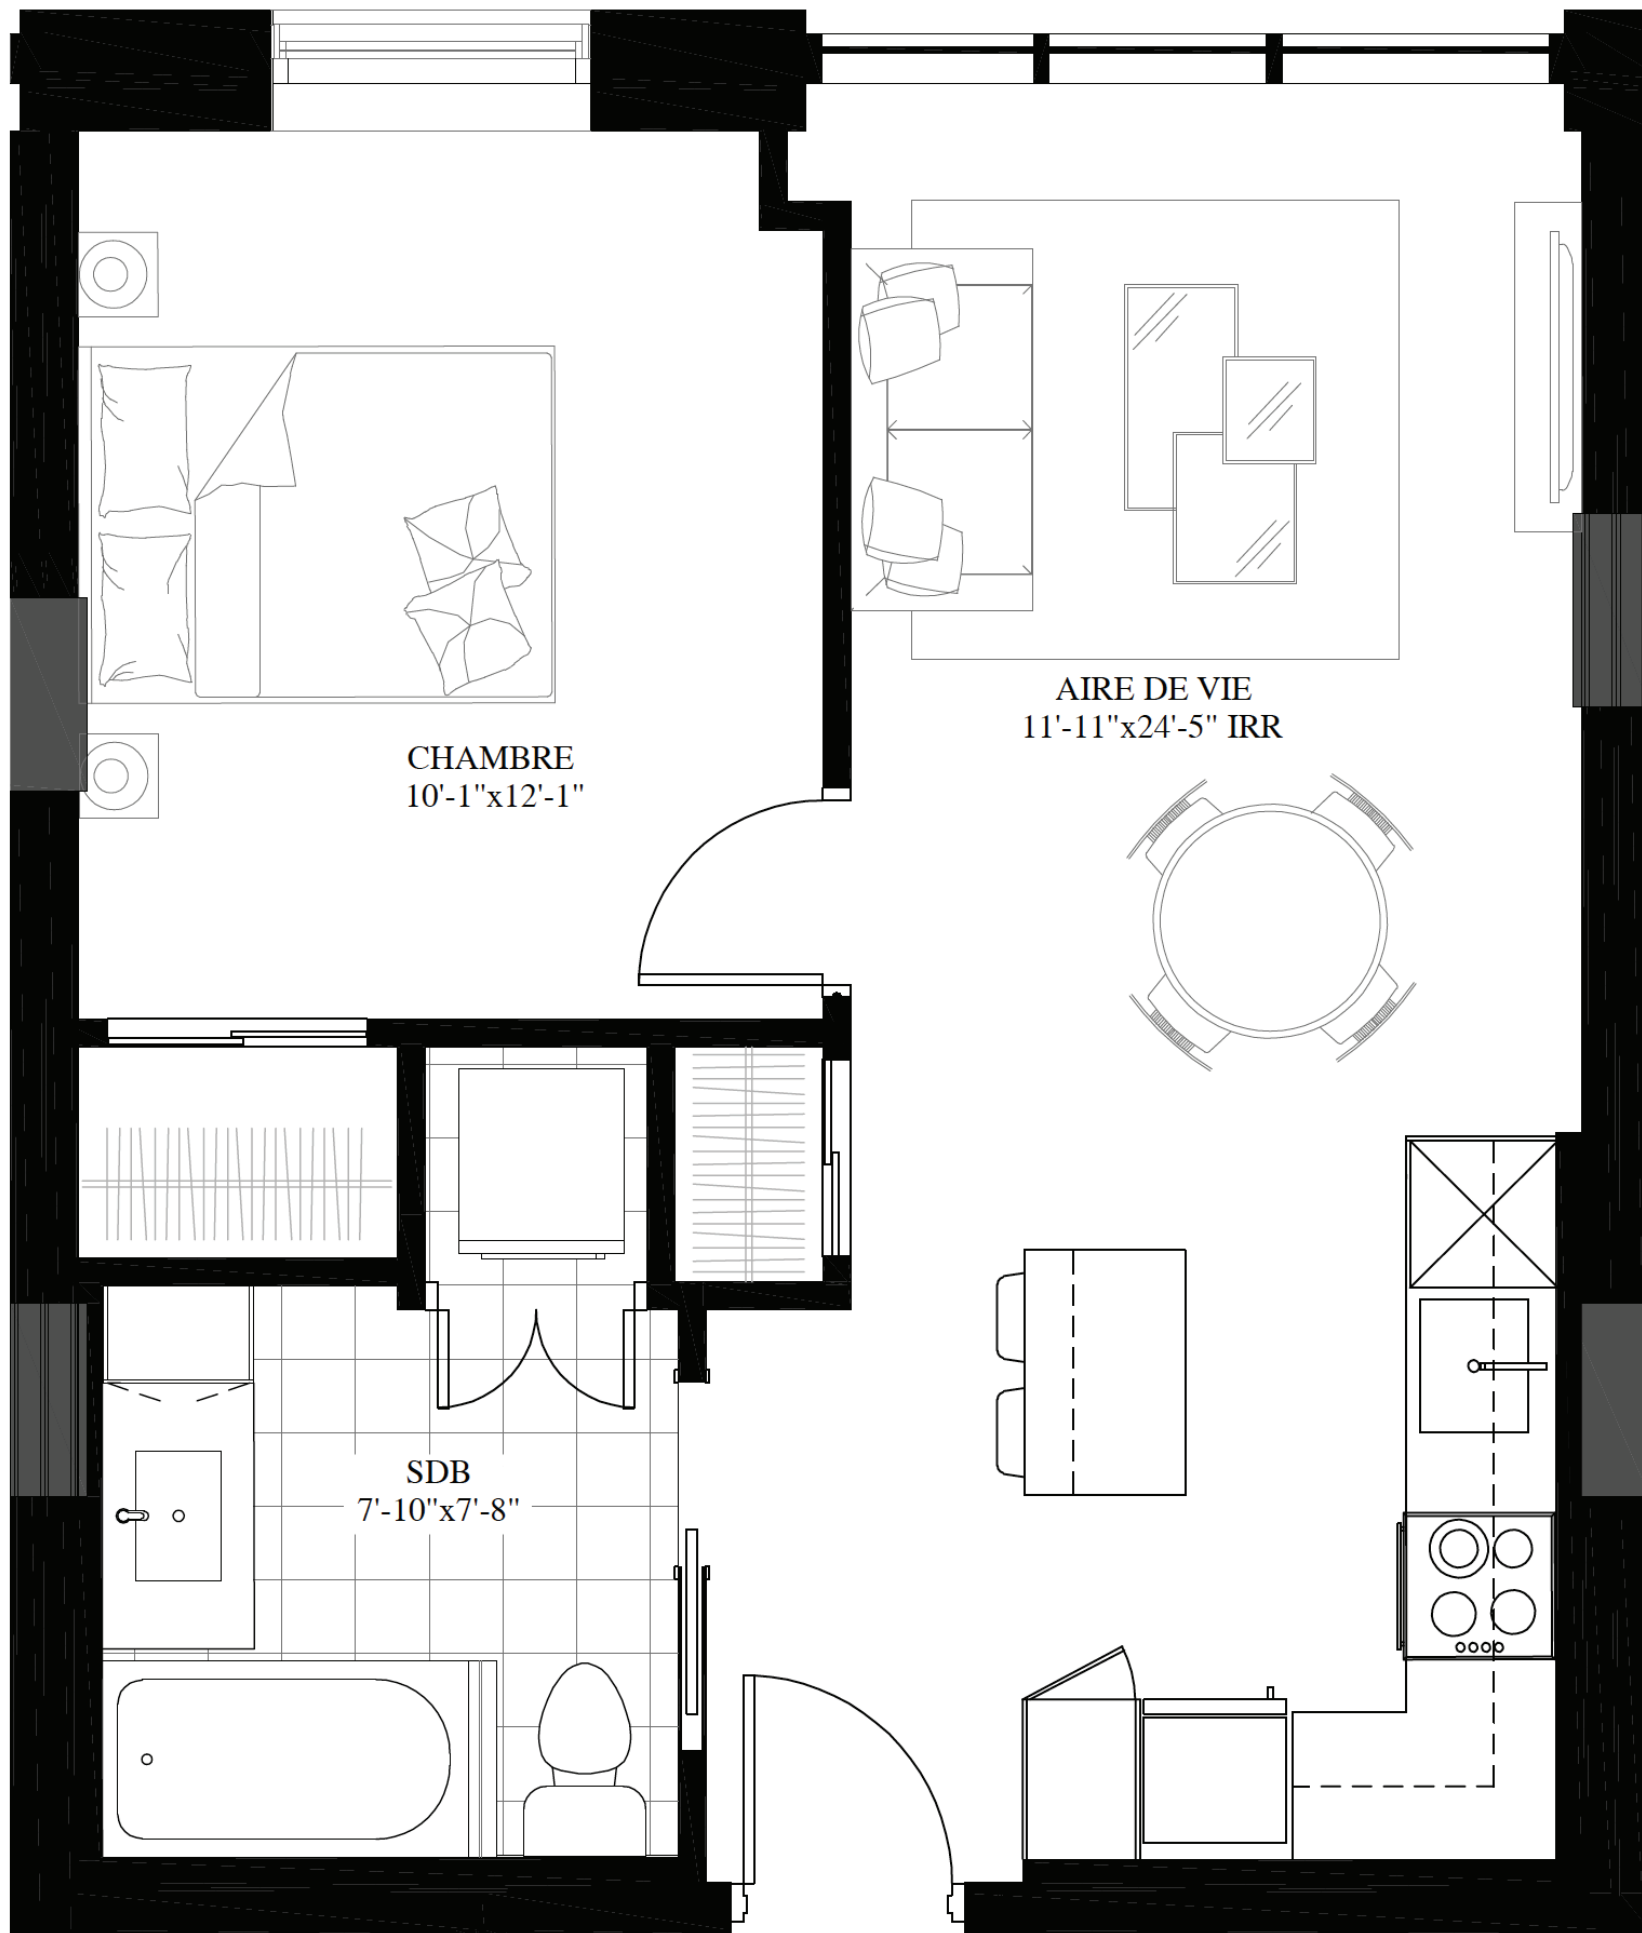 CHAMBRE
10'-1"x12'-1"
AIRE DE VIE
11'-11"x24'-5" IRR
SDB
7'-10"x7'-8"